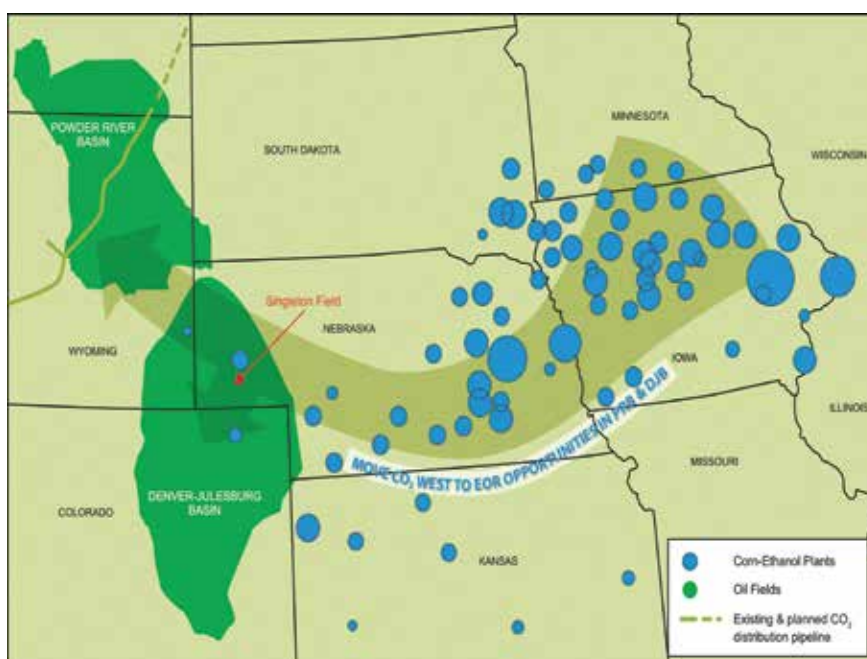 MINNESOTA
POWDER RIVER
BASIN
SOUTH DAKOTA
WISCONSIN
Singleton Field
NEBRASKA
WYOMING
IOWA
MOVE CO₂ WEST TO EOR OPPORTUNITIES IN PRB & DJB
ILLINOIS
MISSOURI
DENVER-JULESBURG
BASIN
COLORADO
KANSAS
Corn-Ethanol Plants
Oil Fields
Existing & planned CO₂
distribution pipeline